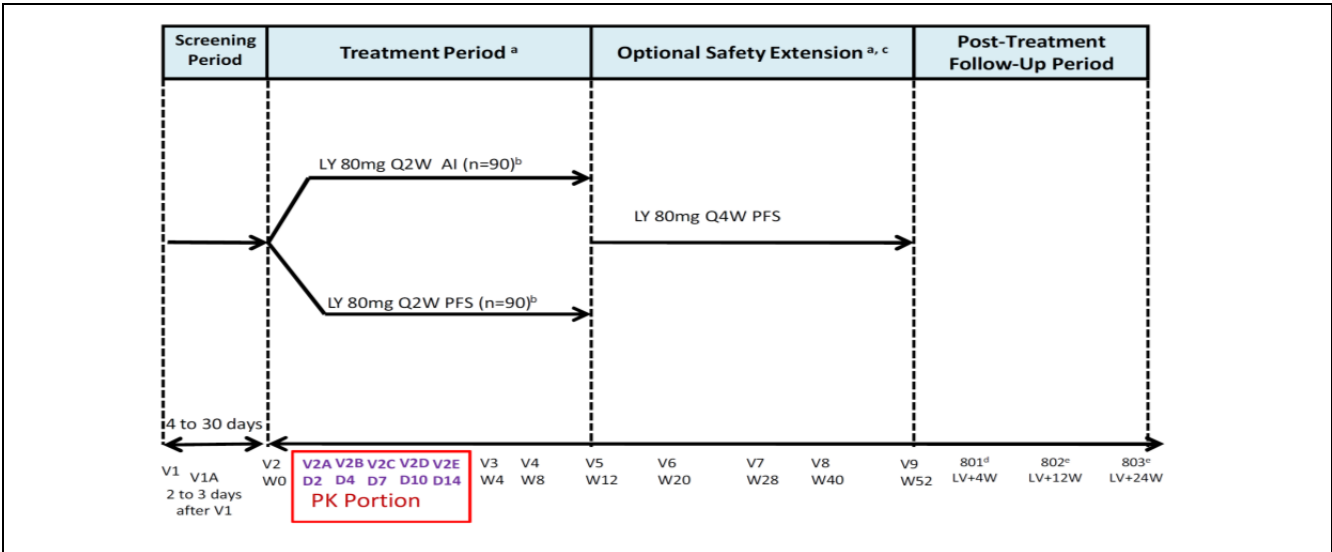 Screening
Period
Treatment Period ᵃ
Optional Safety Extension ᵃ, ᶜ
Post-Treatment
Follow-Up Period
LY 80mg Q2W AI (n=90)ᵇ
LY 80mg Q4W PFS
LY 80mg Q2W PFS (n=90)ᵇ
4 to 30 days
V1 V1A
2 to 3 days
after V1
V2 V2A V2B V2C V2D V2E V3 V4 V5 V6 V7 V8 V9 801ᵈ 802ᵉ 803ᵉ
W0 D2 D4 D7 D10 D14 W4 W8 W12 W20 W28 W40 W52 LV+4W LV+12W LV+24W
PK Portion